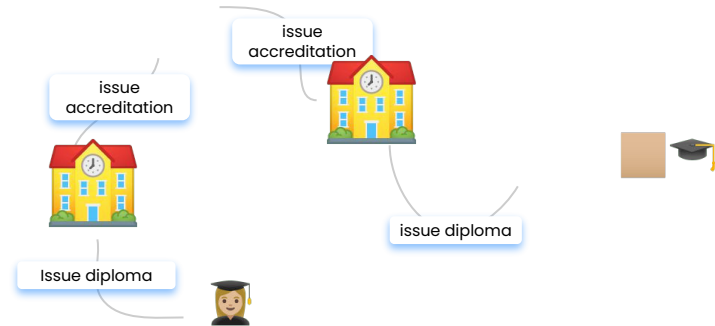 issue
accreditation
issue
accreditation
issue diploma
Issue diploma